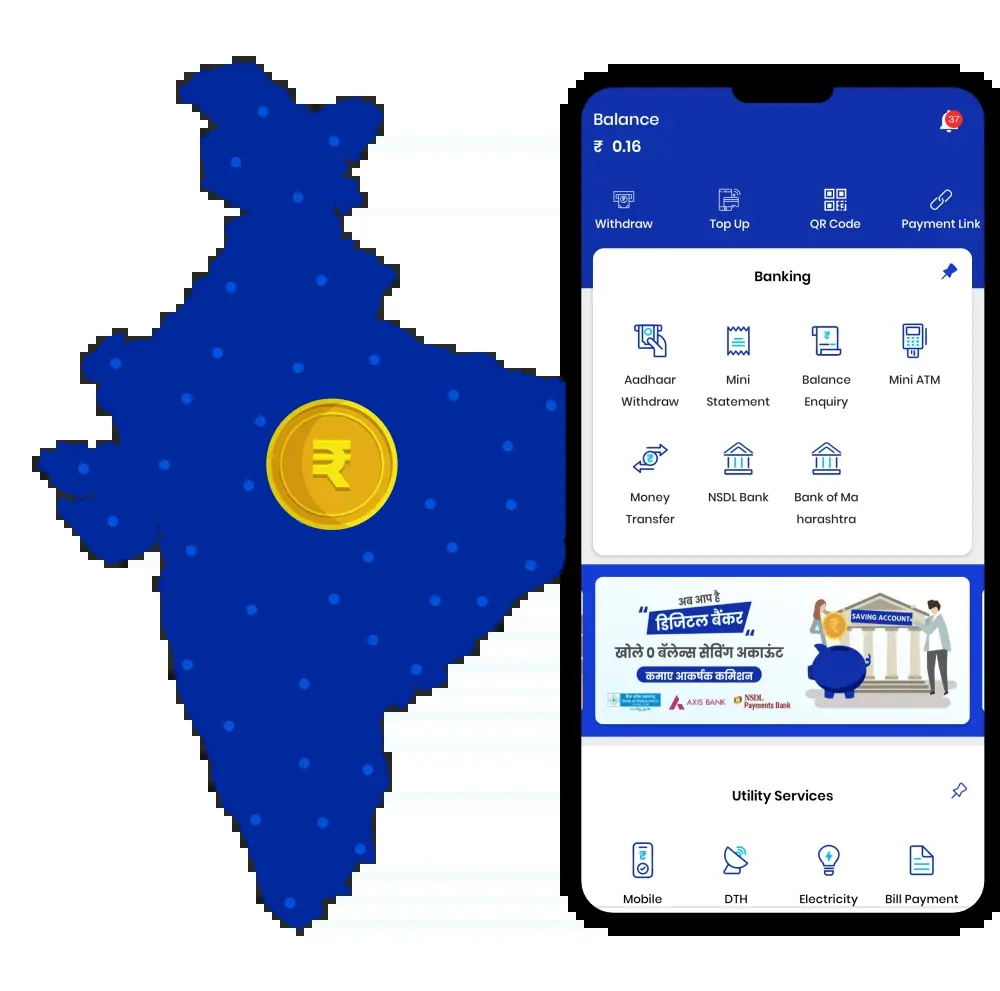 Balance
37
₹ 0.16
Withdraw Top Up QR Code Payment Link
Banking
Aadhaar Withdraw
Mini Statement
Balance Enquiry
Mini ATM
Money Transfer
NSDL Bank
Bank of Ma harashtra
अब आप है
"डिजिटल बैंकर"
खोले 0 बॅलेन्स सेविंग अकाऊंट
कमाए आकर्षक कमिशन
AXIS BANK
NSDL
Payments Bank
SAVING ACCOUNT
Utility Services
Mobile DTH Electricity Bill Payment
₹